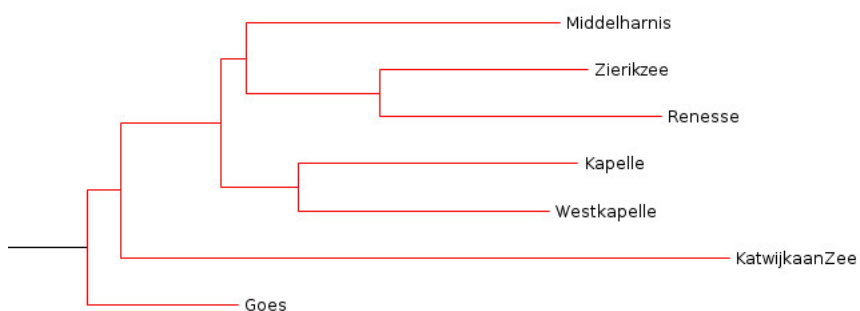 Middelharnis
Zierikzee
Renesse
Kapelle
Westkapelle
KatwijkaanZee
Goes